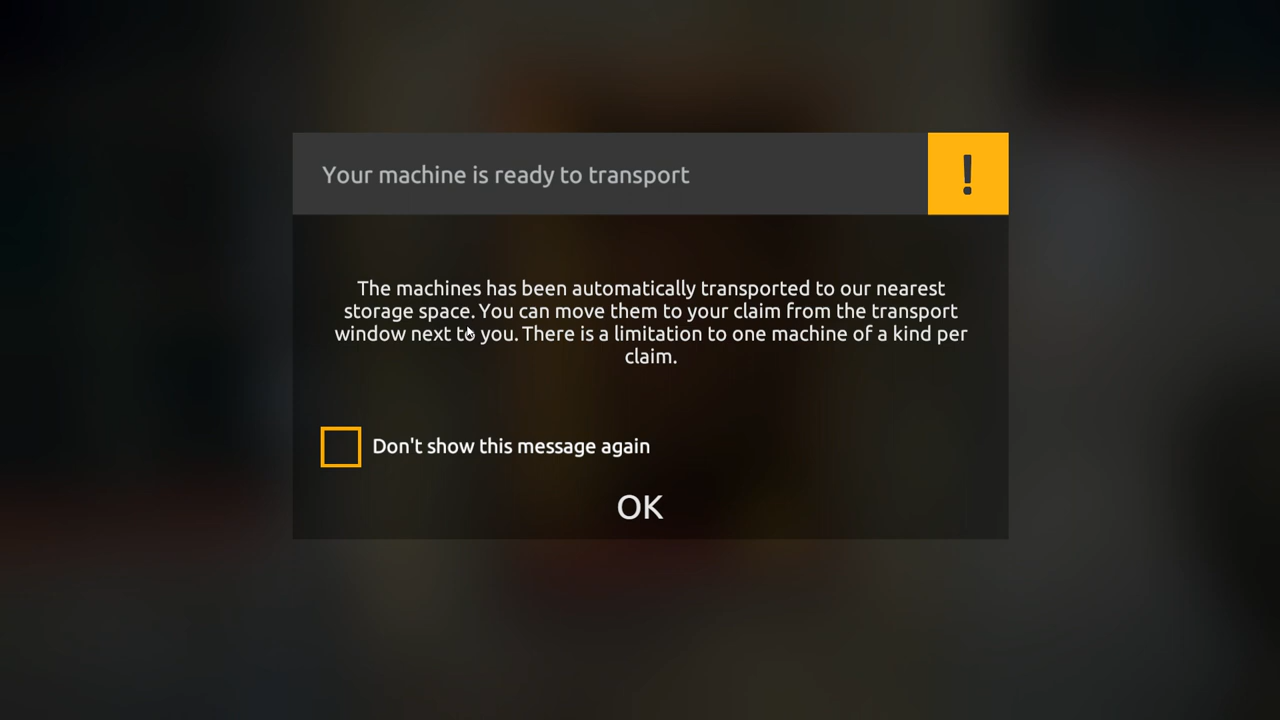 Your machine is ready to transport
!
The machines has been automatically transported to our nearest
storage space. You can move them to your claim from the transport
window next to you. There is a limitation to one machine of a kind per
claim.
Don't show this message again
OK